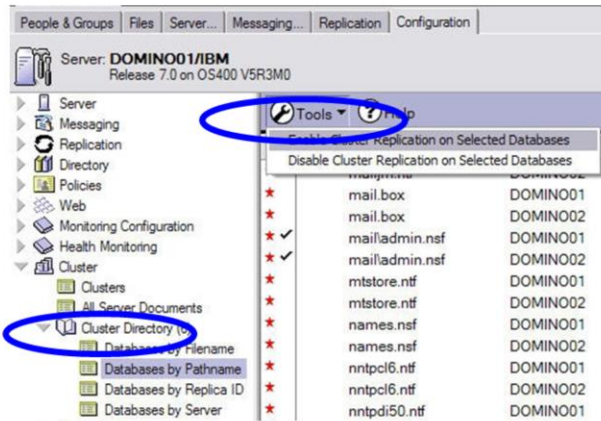 People & Groups Files Server... Messaging... Replication Configuration
Server: DOMINO01/IBM
Release 7.0 on OS400 V5R3M0
Server
Messaging
Replication
Directory
Policies
Web
Monitoring Configuration
Health Monitoring
Cluster
Clusters
All Server Documents
Cluster Directory (6)
Databases by Filename
Databases by Pathname
Databases by Replica ID
Databases by Server
Tools Help
Enable Cluster Replication on Selected Databases
Disable Cluster Replication on Selected Databases
mail.box DOMINO01
mail.box DOMINO02
mail\admin.nsf DOMINO01
mail\admin.nsf DOMINO02
mtstore.ntf DOMINO01
mtstore.ntf DOMINO02
names.nsf DOMINO01
names.nsf DOMINO02
nntpcl6.ntf DOMINO01
nntpcl6.ntf DOMINO02
nntpdi50.ntf DOMINO01